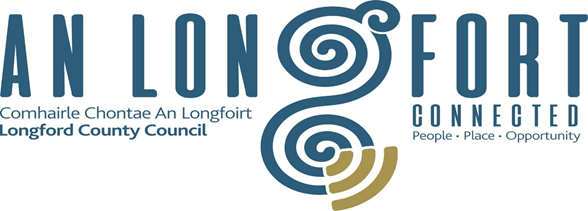 AN LONGFORT
Comhairle Chontae An Longfoirt
Longford County Council
CONNECTED
People • Place • Opportunity